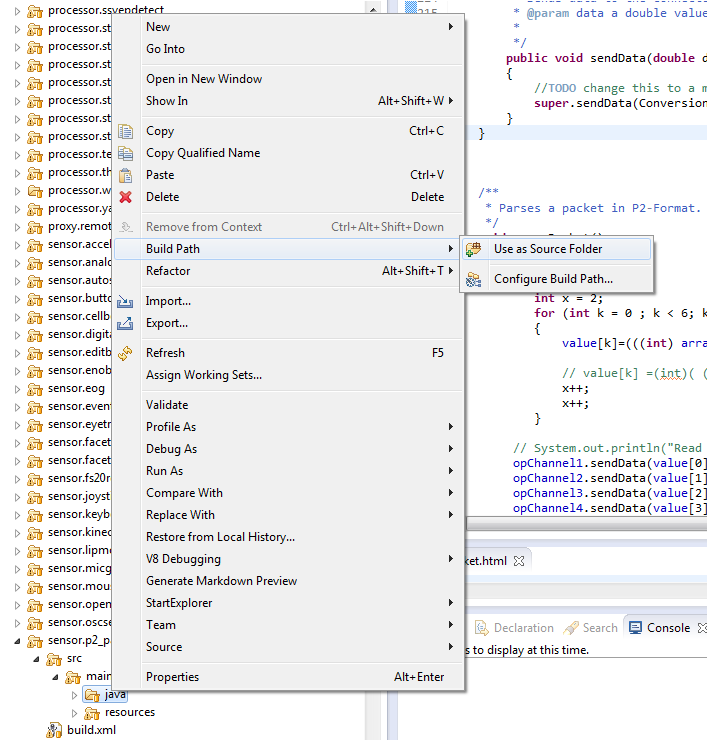 processor.ssvepdetect
processor.st
processor.st
processor.st
processor.st
processor.st
processor.st
processor.st
processor.te
processor.th
processor.w
processor.ya
proxy.remot
sensor.accel
sensor.analo
sensor.autos
sensor.butto
sensor.cellb
sensor.digita
sensor.editb
sensor.enob
sensor.eog
sensor.even
sensor.eyetr
sensor.facet
sensor.facet
sensor.fs20r
sensor.joyst
sensor.keyb
sensor.kinec
sensor.lipm
sensor.micg
sensor.mous
sensor.open
sensor.oscse
sensor.p2_p
src
main
java
resources
build.xml
New
Go Into
Open in New Window
Show In Alt+Shift+W
Copy Ctrl+C
Copy Qualified Name
Paste Ctrl+V
Delete Delete
Remove from Context Ctrl+Alt+Shift+Down
Build Path
Refactor Alt+Shift+T
Import...
Export...
Refresh F5
Assign Working Sets...
Validate
Profile As
Debug As
Run As
Compare With
Replace With
Restore from Local History...
V8 Debugging
Generate Markdown Preview
StartExplorer
Team
Source
Properties Alt+Enter
Use as Source Folder
Configure Build Path...
215
* @param data a double value
*
*/
public void sendData(double d
{
//TODO change this to a m
super.sendData(Conversion
}
}
/**
* Parses a packet in P2-Format.
*/
int x = 2;
for (int k = 0 ; k < 6; k
{
value[k]=(((int) arra
// value[k] =(int)( (
x++;
x++;
}
// System.out.println("Read
opChannel1.sendData(value[0]
opChannel2.sendData(value[1]
opChannel3.sendData(value[2]
opChannel4.sendData(value[3]
ket.html
Declaration Search Console
s to display at this time.